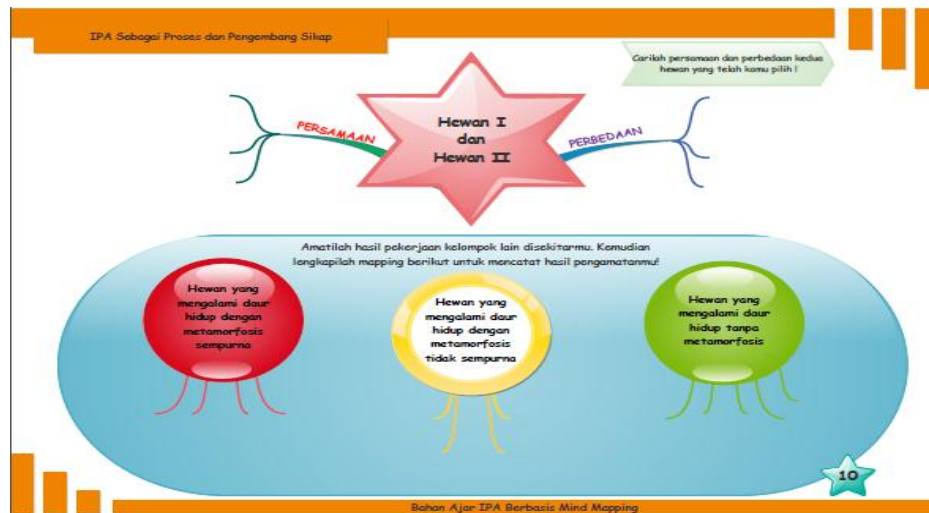 IPA Sebagai Proses dan Pengembang Sikap
Carilah persamaan dan perbedaan kedua
hewan yang telah kamu pilih !
PERSAMAAN
Hewan I
dan
Hewan II
PERBEDAAN
Amatilah hasil pekerjaan kelompok lain disekitarmu. Kemudian
lengkapilah mapping berikut untuk mencatat hasil pengamatanmu!
Hewan yang
mengalami daur
hidup dengan
metamorfosis
sempurna
Hewan yang
mengalami daur
hidup dengan
metamorfosis
tidak sempurna
Hewan yang
mengalami daur
hidup tanpa
metamorfosis
10
Bahan Ajar IPA Berbasis Mind Mapping